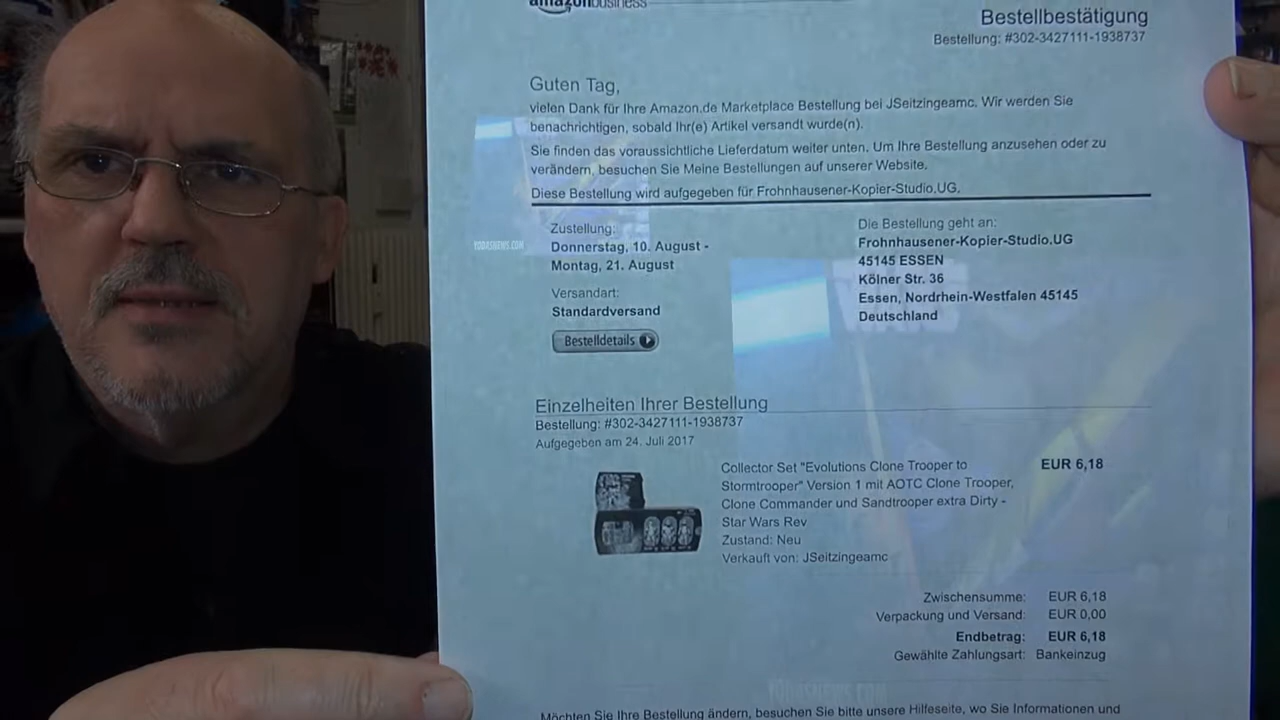 amazonbusiness
Bestellbestätigung
Bestellung: #302-3427111-1938737
Guten Tag,
vielen Dank für Ihre Amazon.de Marketplace Bestellung bei JSeitzingeamc. Wir werden Sie
benachrichtigen, sobald Ihr(e) Artikel versandt wurde(n).
Sie finden das voraussichtliche Lieferdatum weiter unten. Um Ihre Bestellung anzusehen oder zu
verändern, besuchen Sie Meine Bestellungen auf unserer Website.
Diese Bestellung wird aufgegeben für Frohnhausener-Kopier-Studio.UG.
Zustellung:
Donnerstag, 10. August -
Montag, 21. August
Versandart:
Standardversand
Bestelldetails
Die Bestellung geht an:
Frohnhausener-Kopier-Studio.UG
45145 ESSEN
Kölner Str. 36
Essen, Nordrhein-Westfalen 45145
Deutschland
YODASNEWS.COM
Einzelheiten Ihrer Bestellung
Bestellung: #302-3427111-1938737
Aufgegeben am 24. Juli 2017
Collector Set "Evolutions Clone Trooper to EUR 6,18
Stormtrooper" Version 1 mit AOTC Clone Trooper,
Clone Commander und Sandtrooper extra Dirty -
Star Wars Rev
Zustand: Neu
Verkauft von: JSeitzingeamc
Zwischensumme: EUR 6,18
Verpackung und Versand: EUR 0,00
Endbetrag: EUR 6,18
Gewählte Zahlungsart: Bankeinzug
YODASNEWS.COM
Möchten Sie Ihre Bestellung ändern, besuchen Sie bitte unsere Hilfeseite, wo Sie Informationen und